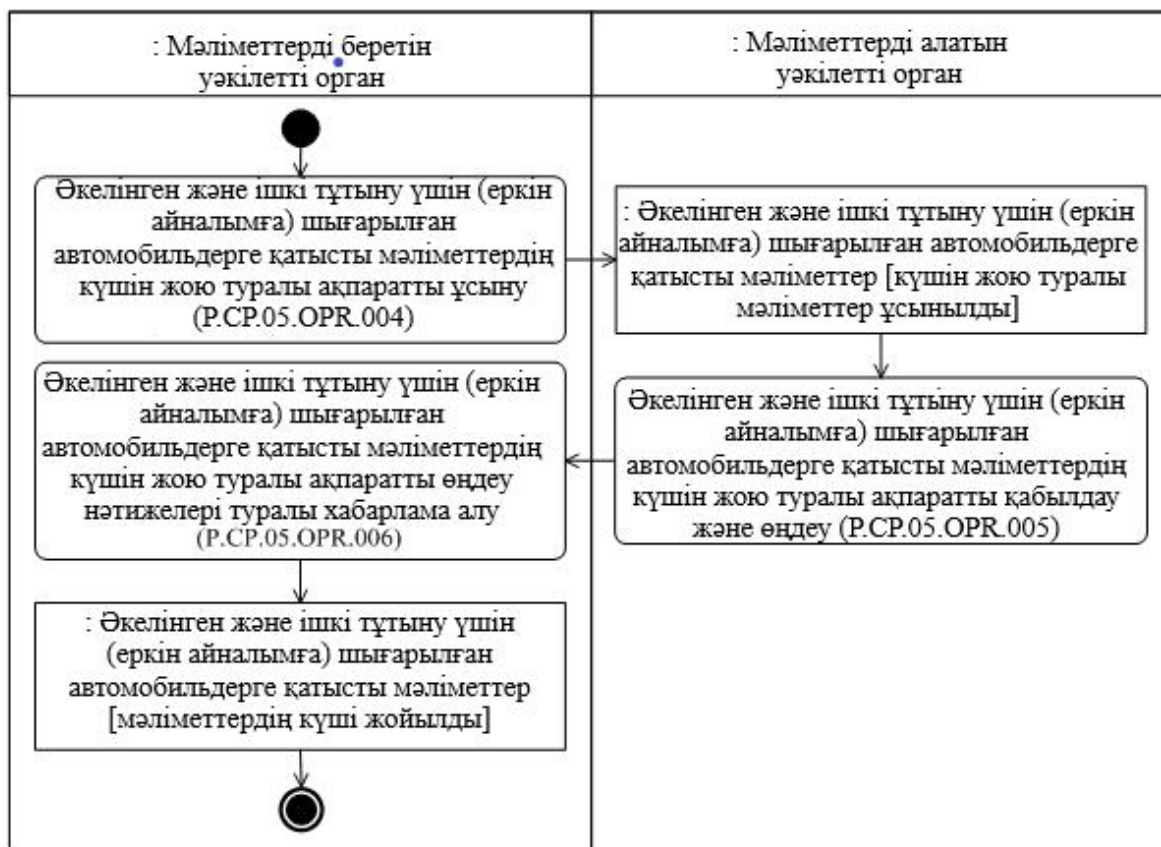 : Мәліметтерді беретін
уәкілетті орган
: Мәліметтерді алатын
уәкілетті орган
Әкелінген және ішкі тұтыну үшін (еркін
айналымға) шығарылған
автомобильдерге қатысты мәліметтердің
күшін жою туралы ақпаратты ұсыну
(P.CP.05.OPR.004)
: Әкелінген және ішкі тұтыну үшін (еркін
айналымға) шығарылған автомобильдерге
қатысты мәліметтер [күшін жою туралы
мәліметтер ұсынылды]
Әкелінген және ішкі тұтыну үшін (еркін
айналымға) шығарылған
автомобильдерге қатысты мәліметтердің
күшін жою туралы ақпаратты қабылдау
және өңдеу (P.CP.05.OPR.005)
Әкелінген және ішкі тұтыну үшін (еркін
айналымға) шығарылған
автомобильдерге қатысты мәліметтердің
күшін жою туралы ақпаратты өңдеу
нәтижелері туралы хабарлама алу
(P.CP.05.OPR.006)
: Әкелінген және ішкі тұтыну үшін
(еркін айналымға) шығарылған
автомобильдерге қатысты мәліметтер
[мәліметтердің күші жойылды]